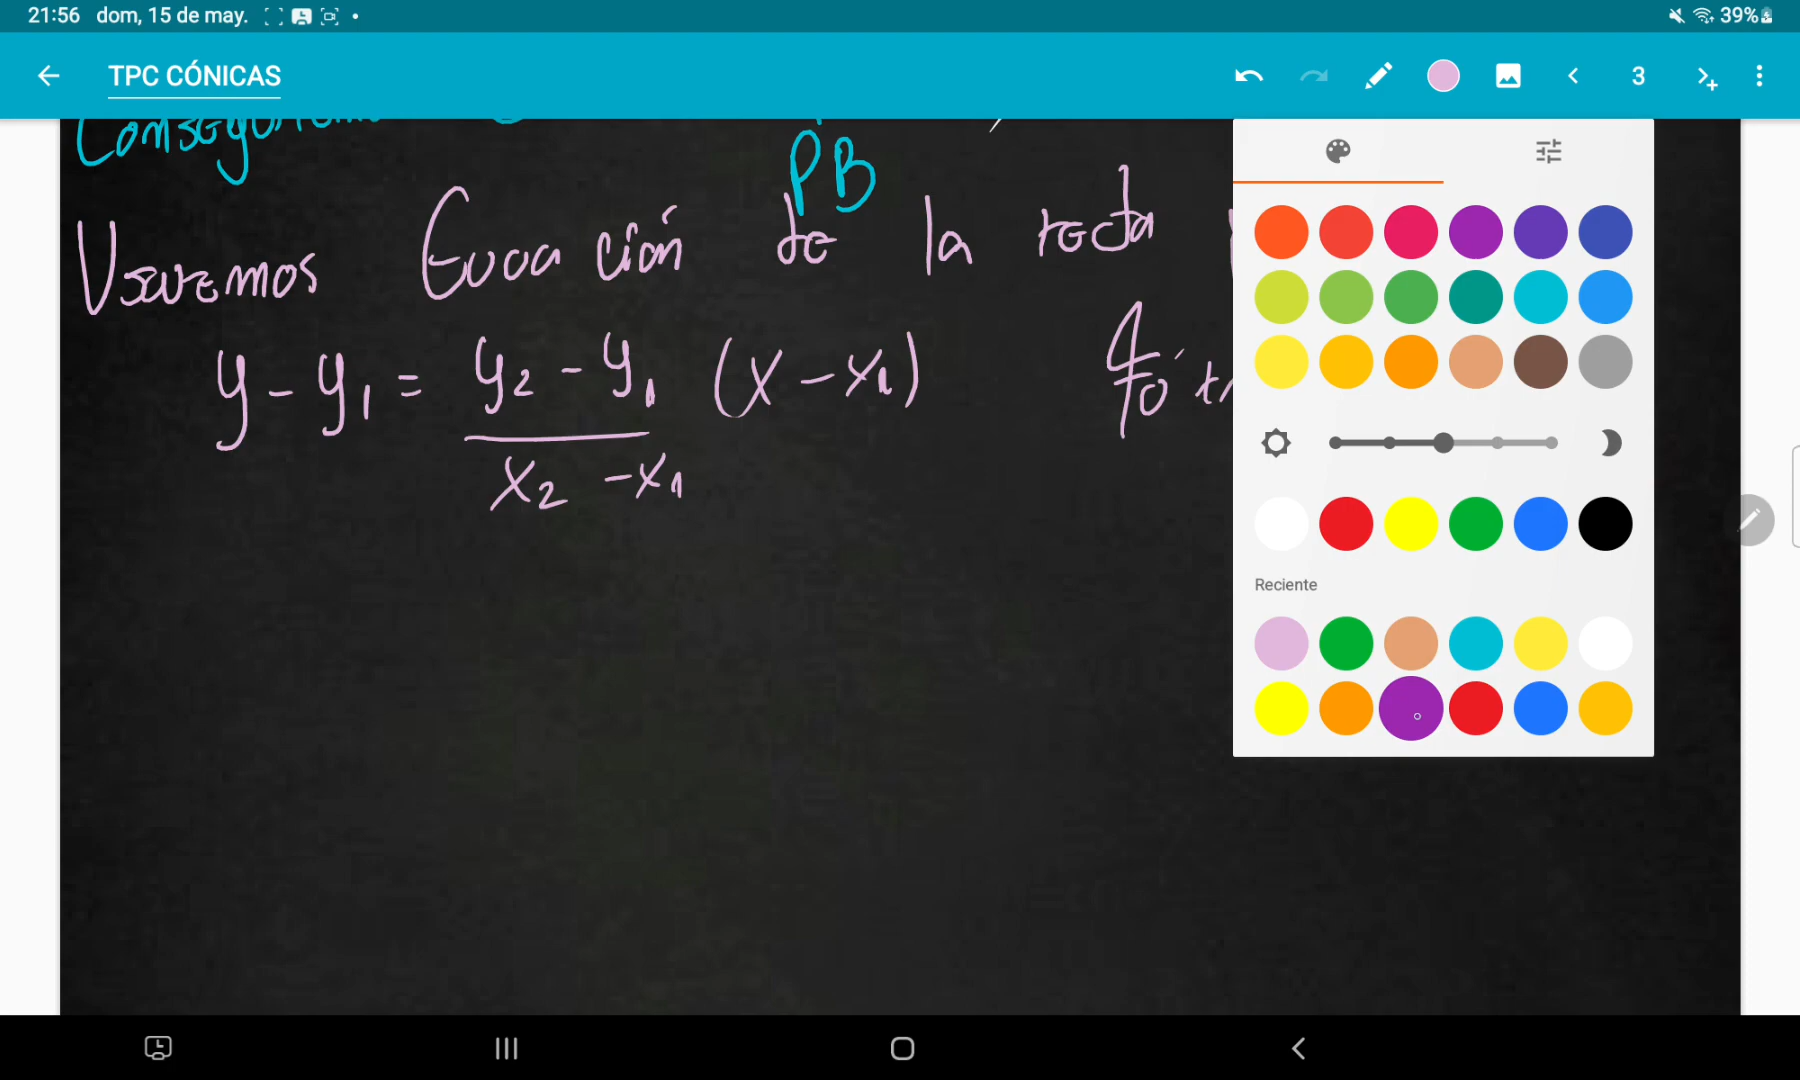 21:56 dom, 15 de may. 39%
TPC CÓNICAS 3
PB
Usaremos Ecuación de la recta
y - y₁ = y₂ - y₁ (x - x₁)
x₂ - x₁
Reciente